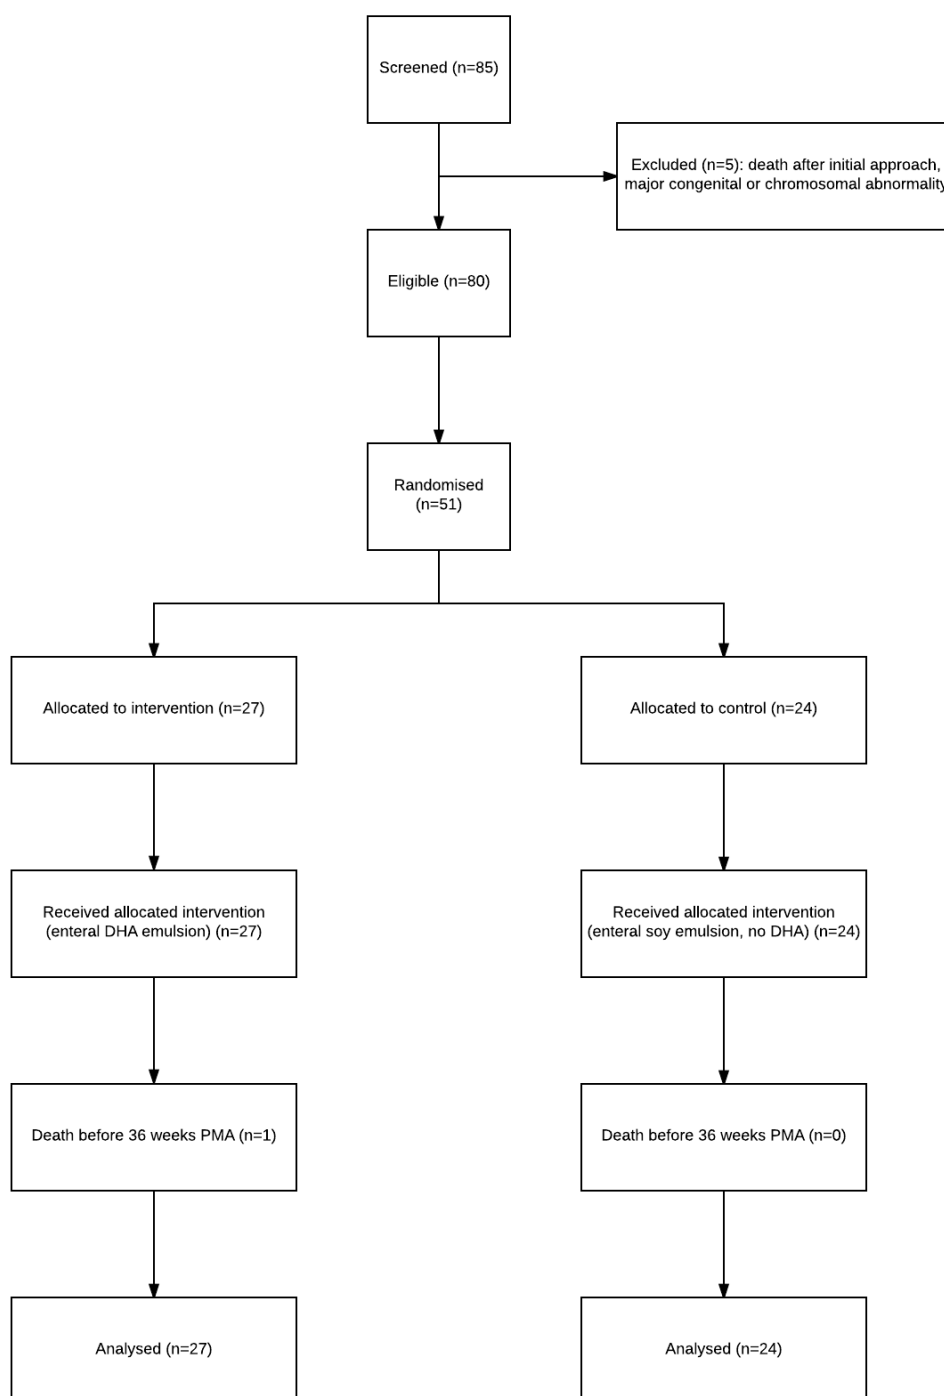 Screened (n=85)
Excluded (n=5): death after initial approach,
major congenital or chromosomal abnormality
Eligible (n=80)
Randomised
(n=51)
Allocated to intervention (n=27)
Allocated to control (n=24)
Received allocated intervention
(enteral DHA emulsion) (n=27)
Received allocated intervention
(enteral soy emulsion, no DHA) (n=24)
Death before 36 weeks PMA (n=1)
Death before 36 weeks PMA (n=0)
Analysed (n=27)
Analysed (n=24)